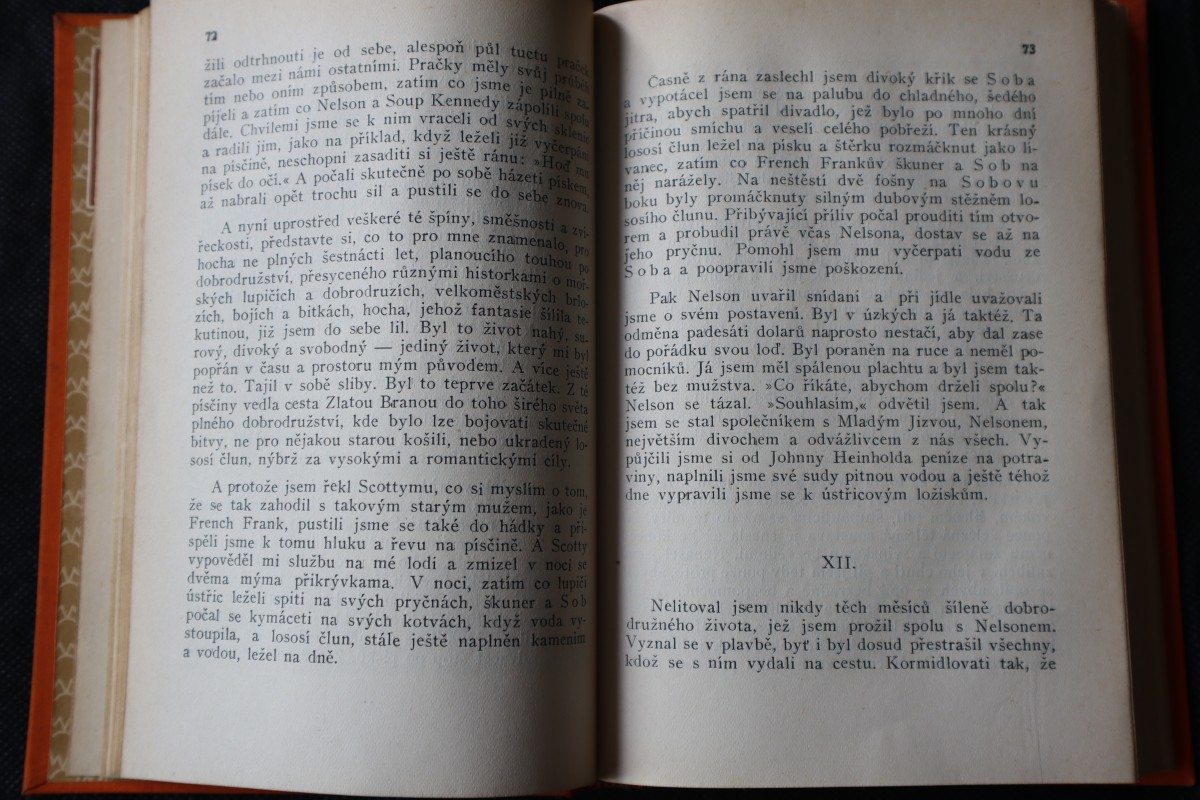 72
žili odtrhnouti je od sebe, alespoň půl tuctu praček
začalo mezi námi ostatními. Pračky měly svůj průběh
tím nebo oním způsobem, zatím co jsme je pilně za-
píjeli a zatím co Nelson a Soup Kennedy zápolili spolu
dále. Chvílemi jsme se k nim vraceli od svých sklenic
a radili jim, jako na příklad, když leželi již vyčerpáni
na písčině, neschopni zasaditi si ještě ránu: »Hoď mu
písek do očí.« A počali skutečně po sobě házeti pískem,
až nabrali opět trochu sil a pustili se do sebe znova.
A nyní uprostřed veškeré té špíny, směšnosti a zví-
řeckosti, představte si, co to pro mne znamenalo, pro
hocha ne plných šestnácti let, planoucího touhou po
dobrodružství, přesyceného různými historkami o moř-
ských lupičích a dobrodruzích, velkoměstských brlo-
zích, bojích a bitkách, hocha, jehož fantasie šílila te-
kutinou, již jsem do sebe lil. Byl to život nahý, su-
rový, divoký a svobodný — jediný život, který mi byl
popřán v času a prostoru mým původem. A více ještě
než to. Tajil v sobě sliby. Byl to teprve začátek. Z té
písčiny vedla cesta Zlatou Branou do toho širého světa
plného dobrodružství, kde bylo lze bojovati skutečné
bitvy, ne pro nějakou starou košili, nebo ukradený lo-
sosí člun, nýbrž za vysokými a romantickými cíly.
A protože jsem řekl Scottymu, co si myslím o tom,
že se tak zahodil s takovým starým mužem, jako je
French Frank, pustili jsme se také do hádky a při-
spěli jsme k tomu hluku a řevu na písčině. A Scotty
vypověděl mi službu na mé lodi a zmizel v noci se
dvěma mýma přikrývkama. V noci, zatím co lupiči
ústřic leželi spiti na svých pryčnách, škuner a Sob
počal se kymáceti na svých kotvách, když voda vy-
stoupila, a lososí člun, stále ještě naplněn kamením
a vodou, ležel na dně.
73
Časně z rána zaslechl jsem divoký křik se Soba
a vypotácel jsem se na palubu do chladného, šedého
jitra, abych spatřil divadlo, jež bylo po mnoho dní
příčinou smíchu a veselí celého pobřeží. Ten krásný
lososí člun ležel na písku a štěrku rozmáčknut jako lí-
vanec, zatím co French Frankův škuner a Sob na
něj narážely. Na neštěstí dvě fošny na Sobovu
boku byly promáčknuty silným dubovým stěžněm lo-
sosího člunu. Přibývající příliv počal prouditi tím otvo-
rem a probudil právě včas Nelsona, dostav se až na
jeho pryčnu. Pomohl jsem mu vyčerpati vodu ze
Soba a poopravili jsme poškození.
Pak Nelson uvařil snídani a při jídle uvažovali
jsme o svém postavení. Byl v úzkých a já taktéž. Ta
odměna padesáti dolarů naprosto nestačí, aby dal zase
do pořádku svou loď. Byl poraněn na ruce a neměl po-
mocníků. Já jsem měl spálenou plachtu a byl jsem tak-
též bez mužstva. »Co říkáte, abychom drželi spolu?«
Nelson se tázal. »Souhlasím,« odvětil jsem. A tak
jsem se stal společníkem s Mladým Jizvou, Nelsonem,
největším divochem a odvážlivcem z nás všech. Vy-
půjčili jsme si od Johnny Heinholda peníze na potra-
viny, naplnili jsme své sudy pitnou vodou a ještě téhož
dne vypravili jsme se k ústřicovým ložiskům.
XII.
Nelitoval jsem nikdy těch měsíců šíleně dobro-
družného života, jež jsem prožil spolu s Nelsonem.
Vyznal se v plavbě, byť i byl dosud přestrašil všechny,
kdož se s ním vydali na cestu. Kormidlovati tak, že